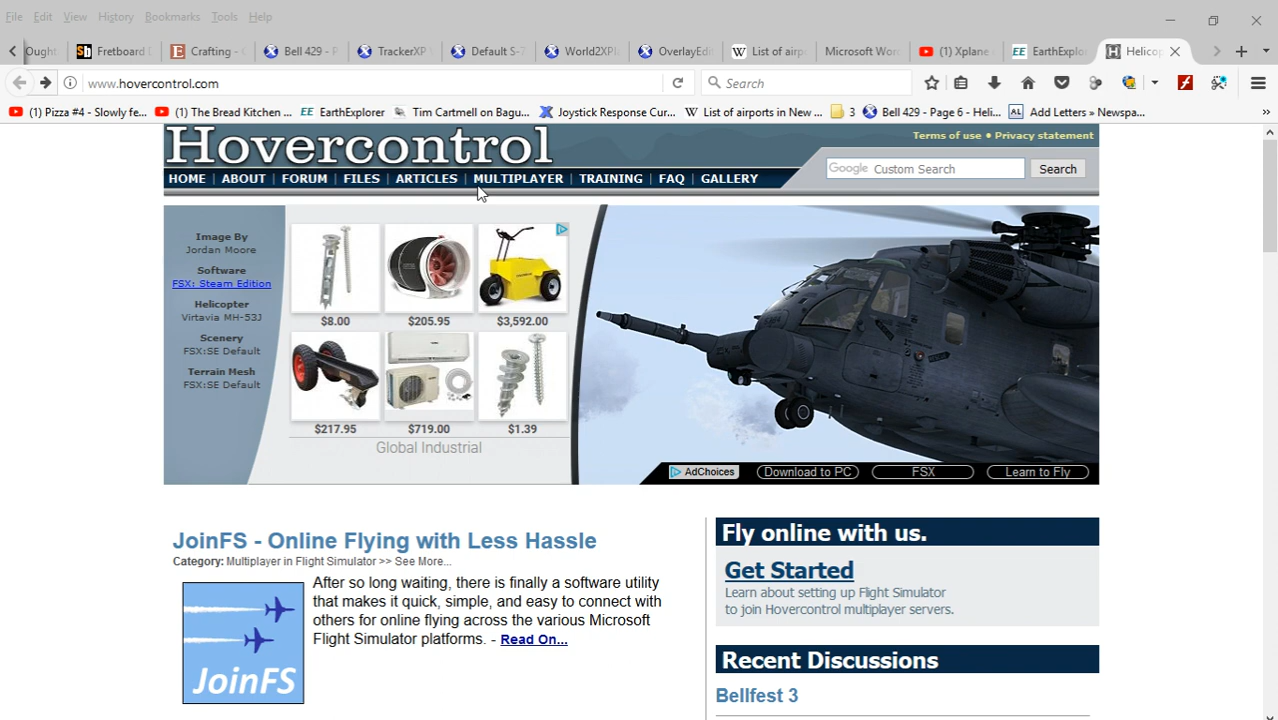 File Edit View History Bookmarks Tools Help
Ought
Fretboard
Crafting -
Bell 429 - P
TrackerXP
Default S-7
World2XPl
OverlayEdi
List of airp
Microsoft Wor
(1) Xplane
EarthExplo
Helicop
www.hovercontrol.com
Search
(1) Pizza #4 - Slowly fe...
(1) The Bread Kitchen ...
EE EarthExplorer
Tim Cartmell on Bagu...
Joystick Response Cur...
W List of airports in New ...
3
Bell 429 - Page 6 - Heli...
AL Add Letters » Newspa...
Hovercontrol
Terms of use • Privacy statement
HOME | ABOUT | FORUM | FILES | ARTICLES | MULTIPLAYER | TRAINING | FAQ | GALLERY
Google Custom Search
Search
Image By
Jordan Moore
Software
FSX: Steam Edition
Helicopter
Virtavia MH-53J
Scenery
FSX:SE Default
Terrain Mesh
FSX:SE Default
$8.00 $205.95 $3,592.00
$217.95 $719.00 $1.39
Global Industrial
AdChoices
Download to PC
FSX
Learn to Fly
JoinFS - Online Flying with Less Hassle
Category: Multiplayer in Flight Simulator >> See More...
After so long waiting, there is finally a software utility
that makes it quick, simple, and easy to connect with
others for online flying across the various Microsoft
Flight Simulator platforms. - Read On...
JoinFS
Fly online with us.
Get Started
Learn about setting up Flight Simulator
to join Hovercontrol multiplayer servers.
Recent Discussions
Bellfest 3